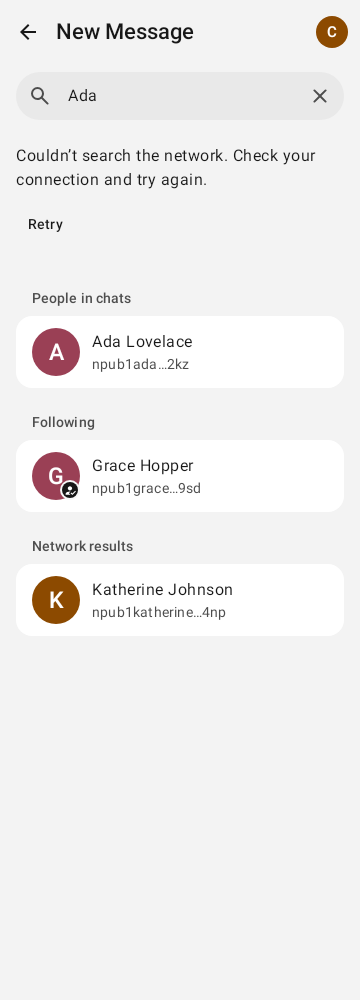 New Message
C
Ada
Couldn’t search the network. Check your
connection and try again.
Retry
People in chats
A
Ada Lovelace
npub1ada…2kz
Following
G
Grace Hopper
npub1grace…9sd
Network results
K
Katherine Johnson
npub1katherine…4np